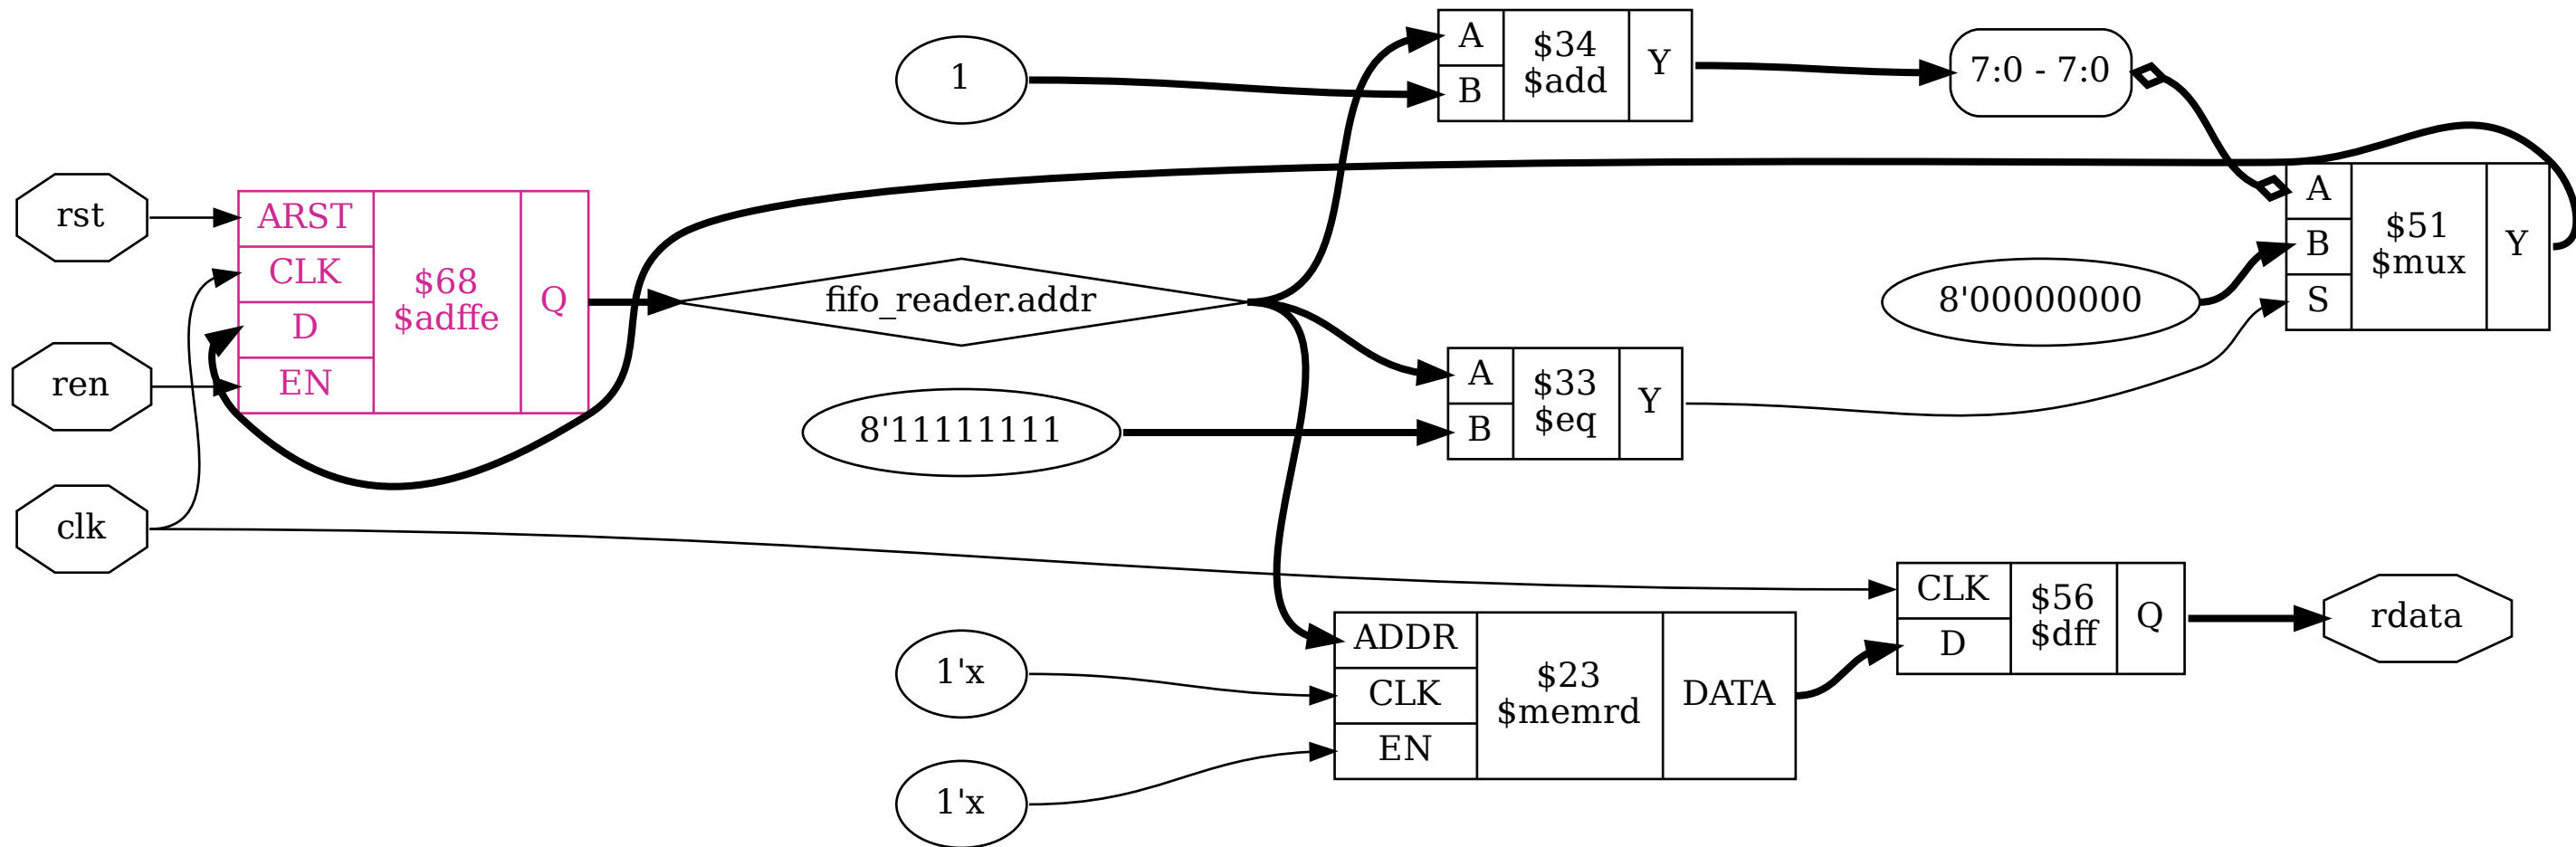 rst
ren
clk
ARST
CLK
D
EN
$68
$adffe
Q
1
fifo_reader.addr
8'11111111
1'x
1'x
A
B
$34
$add
Y
A
B
$33
$eq
Y
ADDR
CLK
EN
$23
$memrd
DATA
7:0 - 7:0
8'00000000
CLK
D
$56
$dff
Q
A
B
S
$51
$mux
Y
rdata